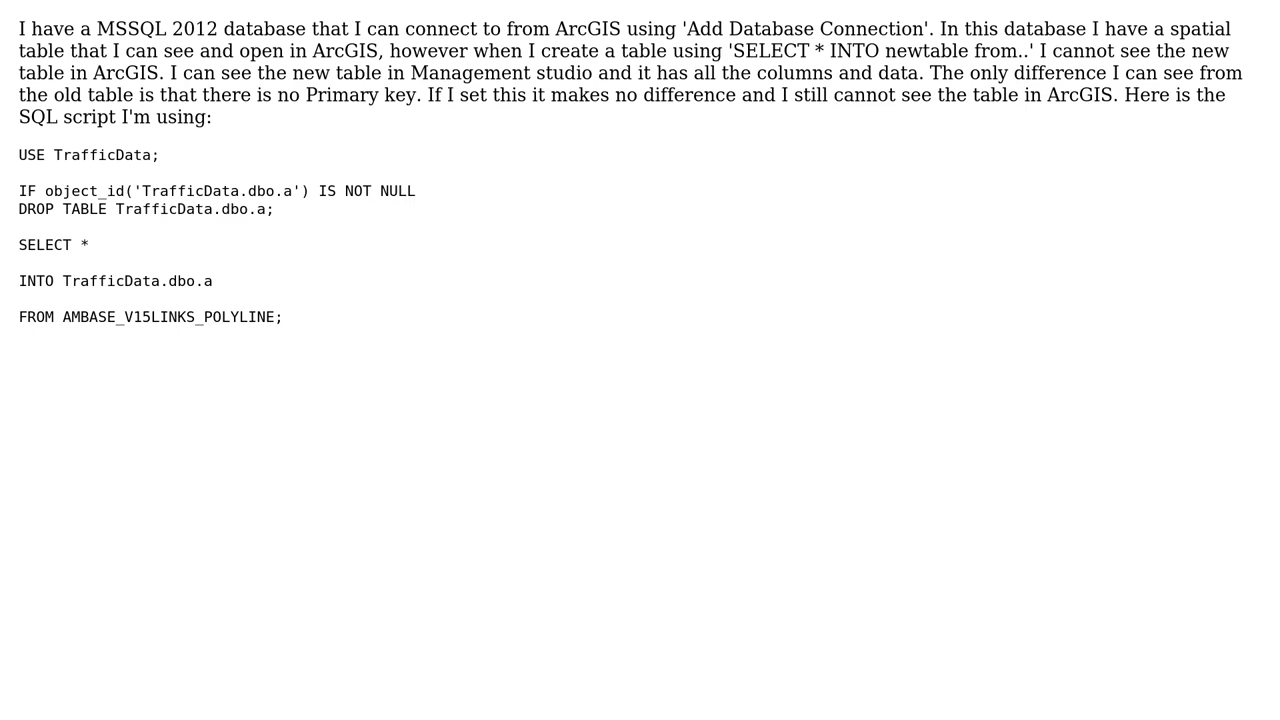 I have a MSSQL 2012 database that I can connect to from ArcGIS using 'Add Database Connection'. In this database I have a spatial
table that I can see and open in ArcGIS, however when I create a table using 'SELECT * INTO newtable from..' I cannot see the new
table in ArcGIS. I can see the new table in Management studio and it has all the columns and data. The only difference I can see from
the old table is that there is no Primary key. If I set this it makes no difference and I still cannot see the table in ArcGIS. Here is the
SQL script I'm using:
USE TrafficData;
IF object_id('TrafficData.dbo.a') IS NOT NULL
DROP TABLE TrafficData.dbo.a;
SELECT *
INTO TrafficData.dbo.a
FROM AMBASE_V15LINKS_POLYLINE;